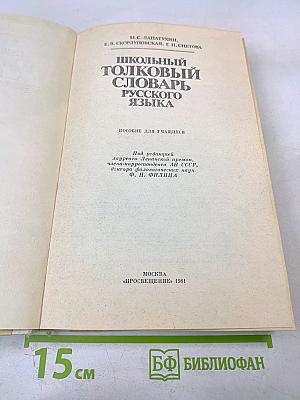 М. С. ЛАПАТУХИН,
Е. В. СКОРЛУПОВСКАЯ, Г. П. СНЕТОВА
ШКОЛЬНЫЙ
ТОЛКОВЫЙ
СЛОВАРЬ
РУССКОГО
ЯЗЫКА
ПОСОБИЕ ДЛЯ УЧАЩИХСЯ
Под редакцией
лауреата Ленинской премии,
члена-корреспондента АН СССР,
доктора филологических наук
Ф. П. ФИЛИНА
МОСКВА
«ПРОСВЕЩЕНИЕ» 1981
15 см
БФ БИБЛИОФАН